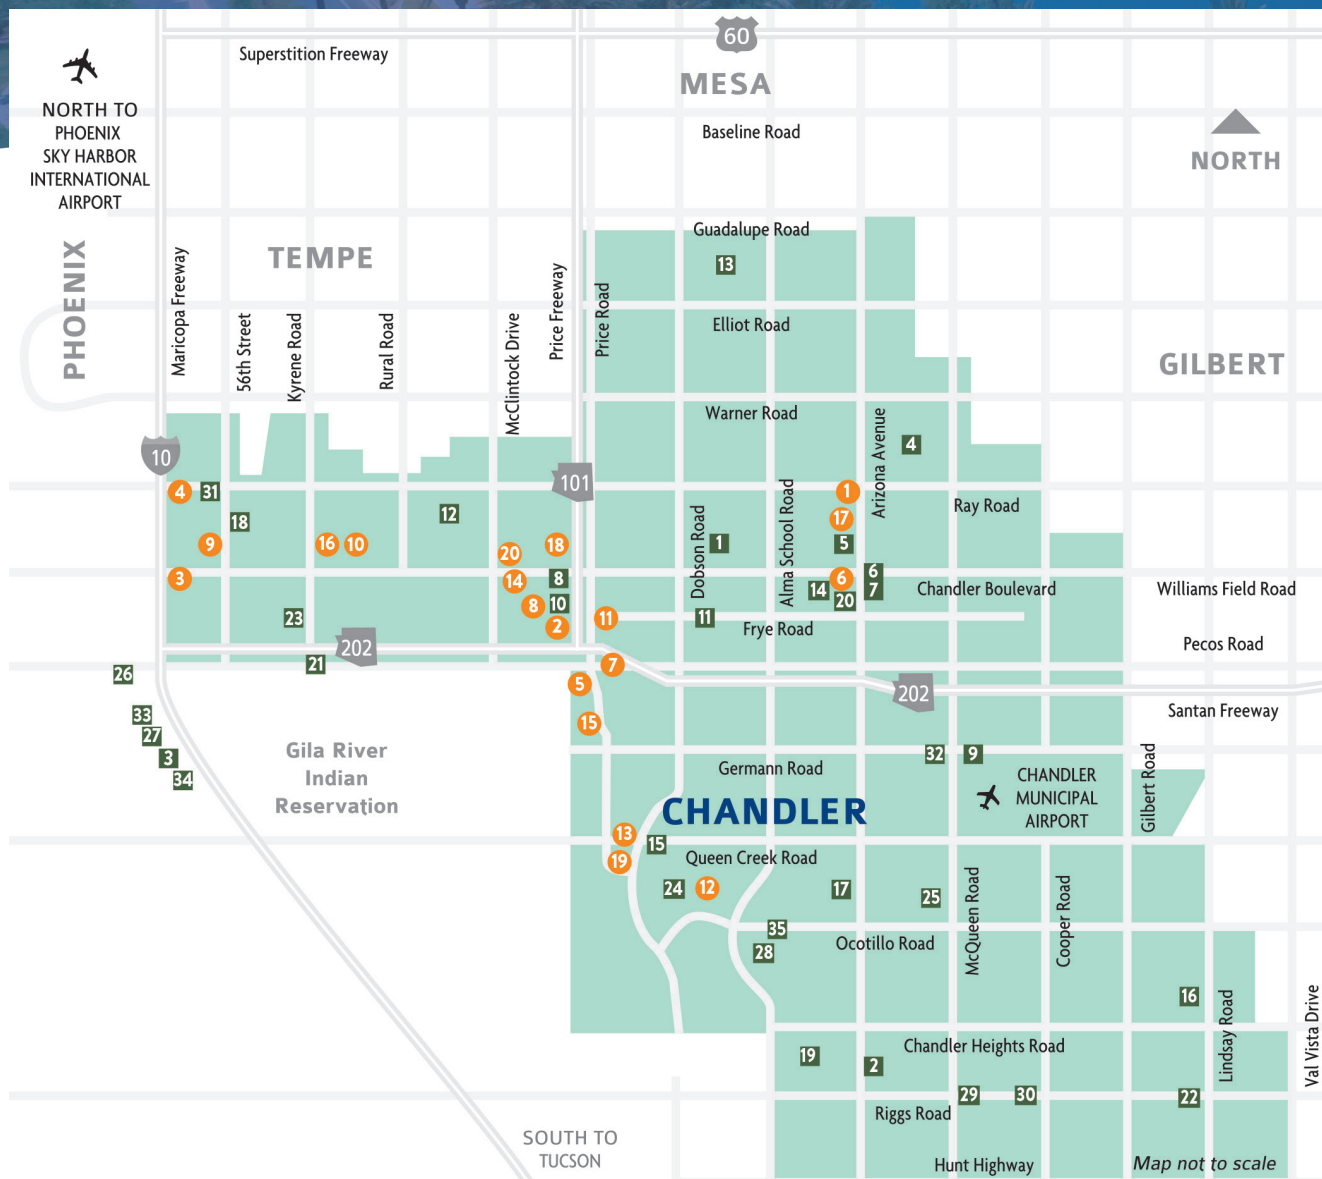 60
Superstition Freeway
MESA
NORTH TO
PHOENIX
SKY HARBOR
INTERNATIONAL
AIRPORT
Baseline Road
NORTH
PHOENIX
TEMPE
Guadalupe Road
13
Maricopa Freeway
56th Street
Kyrene Road
Rural Road
McClintock Drive
Price Freeway
Price Road
Elliot Road
GILBERT
Warner Road
Arizona Avenue
4
10
101
4
31
1
Ray Road
Alma School Road
Dobson Road
18
12
17
9
16
10
20
18
1
5
3
14
8
6
6
14
7
20
Chandler Boulevard
Williams Field Road
8
10
23
2
11
11
Frye Road
202
21
7
Pecos Road
26
5
202
Santan Freeway
33
27
3
34
15
Gila River
Indian
Reservation
32
9
Germann Road
CHANDLER
MUNICIPAL
AIRPORT
Gilbert Road
CHANDLER
13
15
19
Queen Creek Road
24
12
17
25
McQueen Road
Cooper Road
35
28
Ocotillo Road
16
Lindsay Road
Val Vista Drive
19
2
Chandler Heights Road
29
30
22
Riggs Road
SOUTH TO
TUCSON
Hunt Highway
Map not to scale